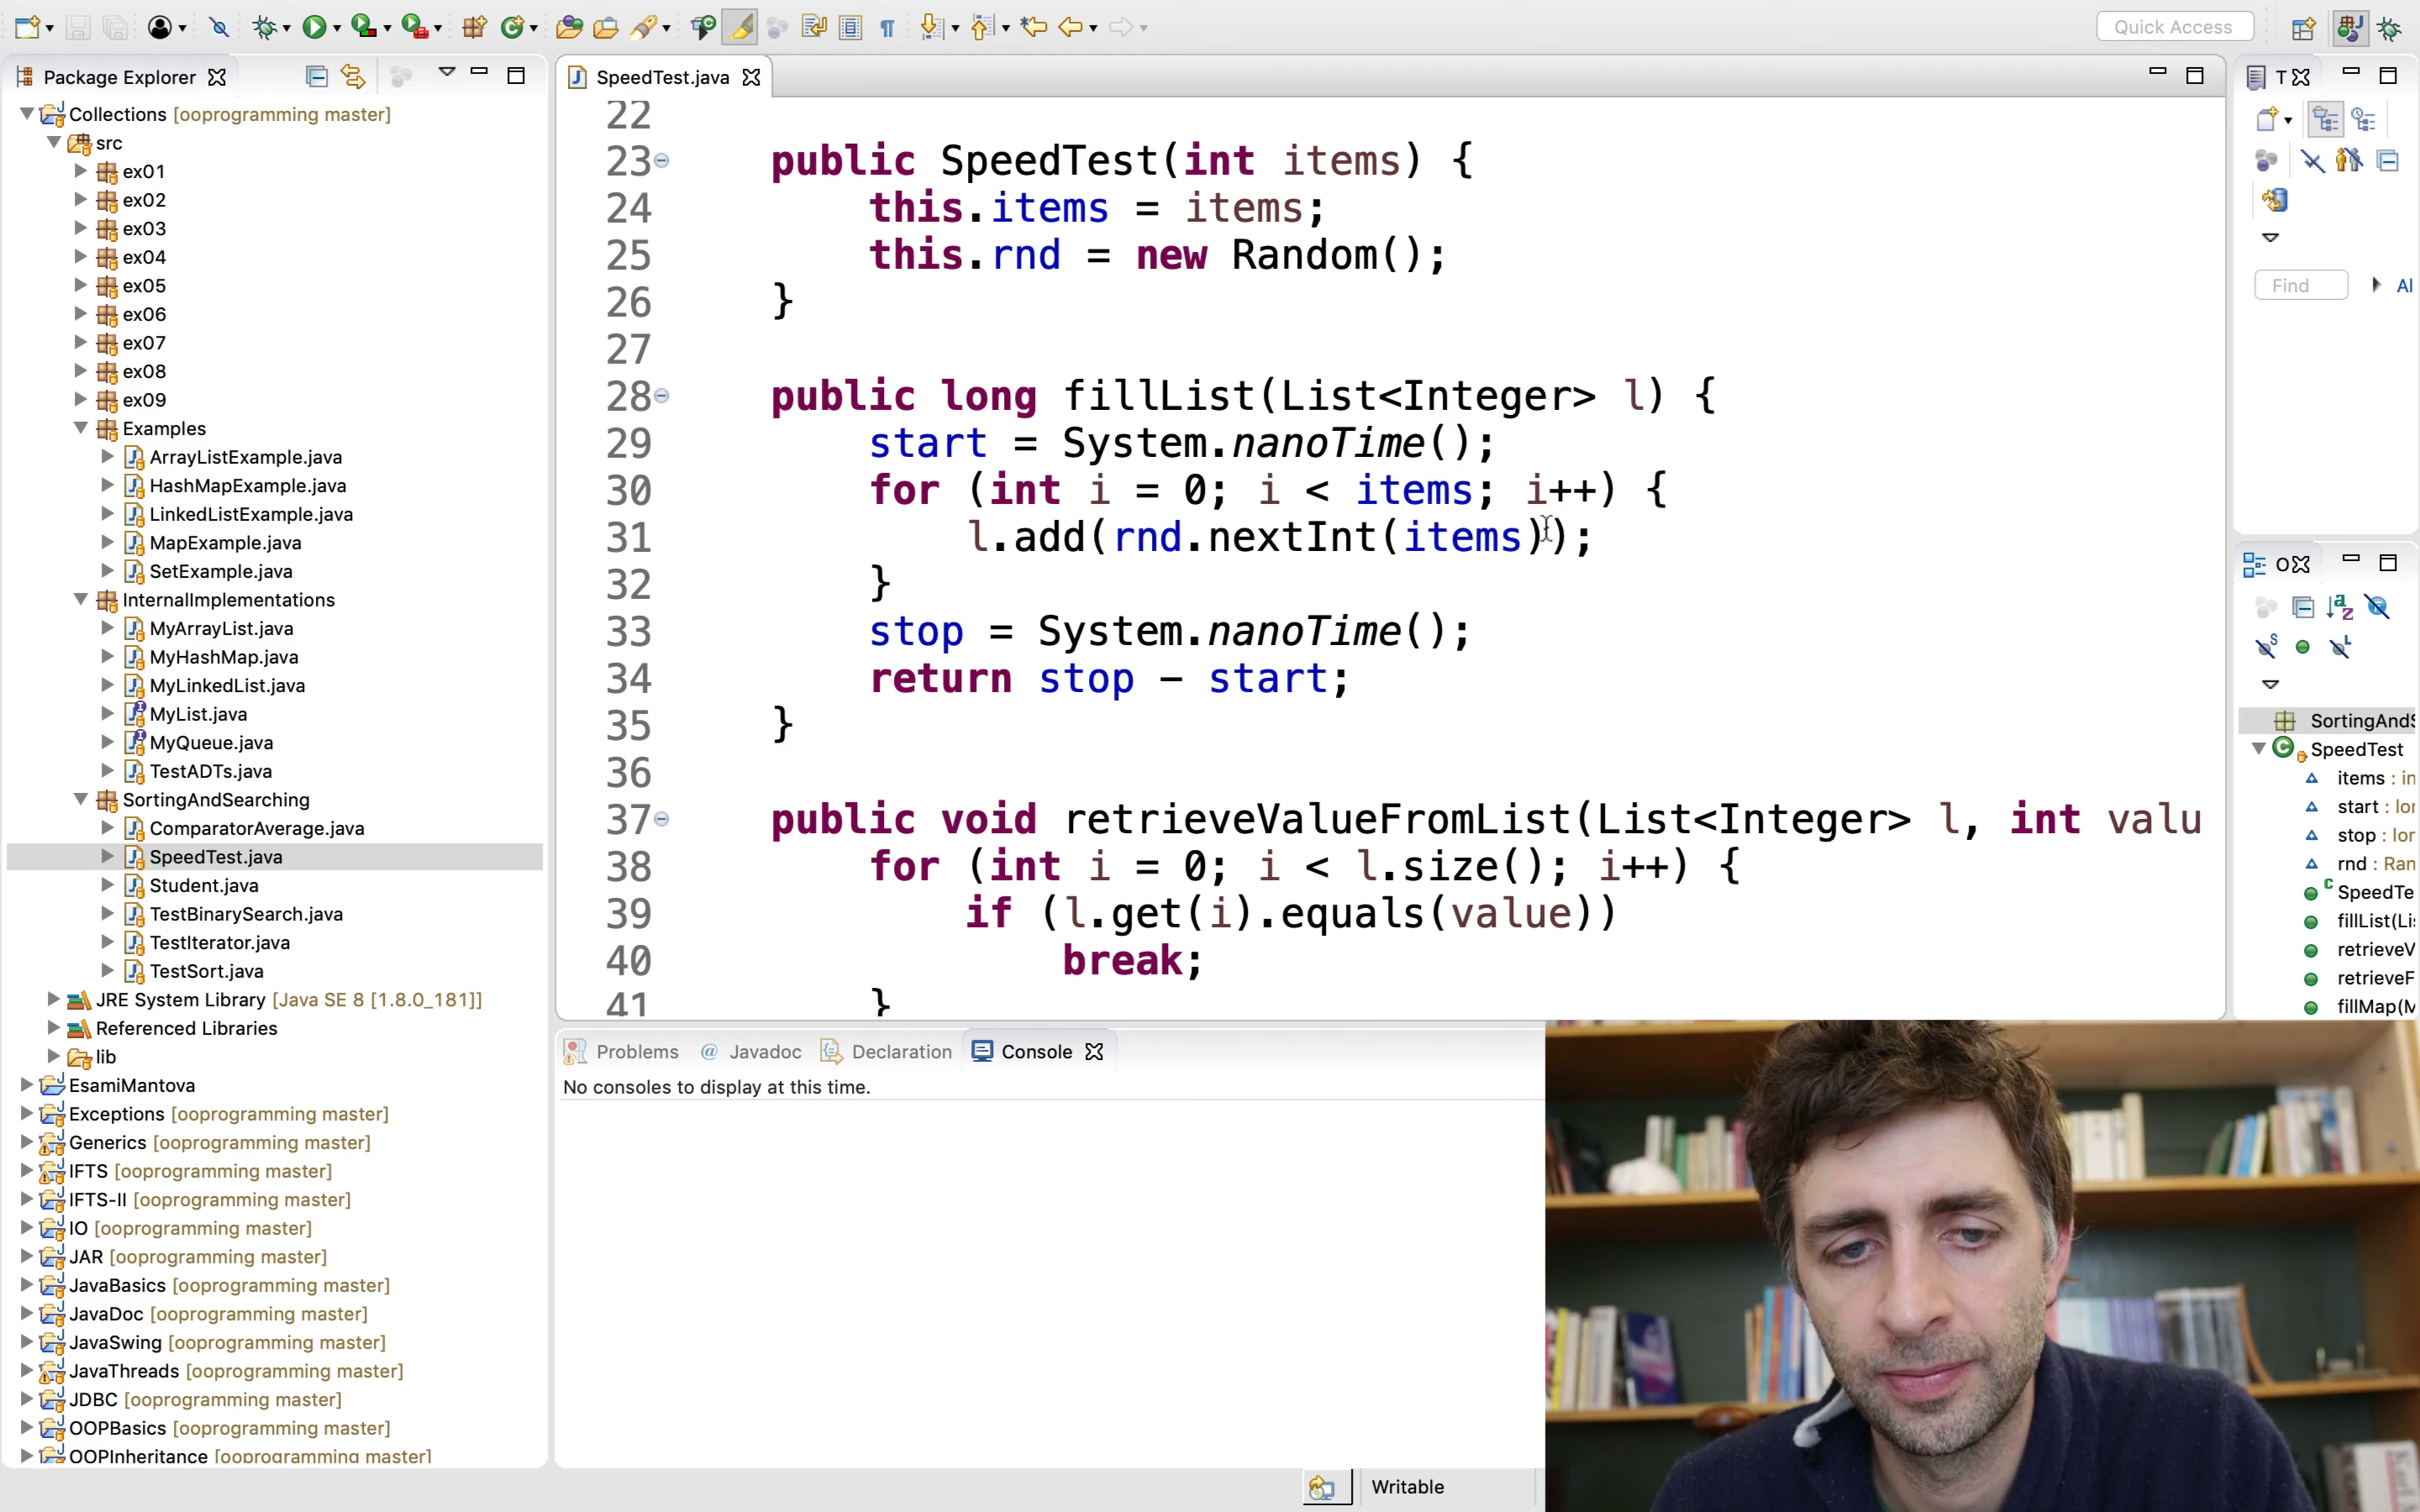 Quick Access
Package Explorer
Collections [ooprogramming master]
src
ex01
ex02
ex03
ex04
ex05
ex06
ex07
ex08
ex09
Examples
ArrayListExample.java
HashMapExample.java
LinkedListExample.java
MapExample.java
SetExample.java
InternalImplementations
MyArrayList.java
MyHashMap.java
MyLinkedList.java
MyList.java
MyQueue.java
TestADTs.java
SortingAndSearching
ComparatorAverage.java
SpeedTest.java
Student.java
TestBinarySearch.java
TestIterator.java
TestSort.java
JRE System Library [Java SE 8 [1.8.0_181]]
Referenced Libraries
lib
EsamiMantova
Exceptions [ooprogramming master]
Generics [ooprogramming master]
IFTS [ooprogramming master]
IFTS-II [ooprogramming master]
IO [ooprogramming master]
JAR [ooprogramming master]
JavaBasics [ooprogramming master]
JavaDoc [ooprogramming master]
JavaSwing [ooprogramming master]
JavaThreads [ooprogramming master]
JDBC [ooprogramming master]
OOPBasics [ooprogramming master]
OOPInheritance [ooprogramming master]
SpeedTest.java
22
23 public SpeedTest(int items) {
24 this.items = items;
25 this.rnd = new Random();
26 }
27
28 public long fillList(List<Integer> l) {
29 start = System.nanoTime();
30 for (int i = 0; i < items; i++) {
31 l.add(rnd.nextInt(items));
32 }
33 stop = System.nanoTime();
34 return stop - start;
35 }
36
37 public void retrieveValueFromList(List<Integer> l, int valu
38 for (int i = 0; i < l.size(); i++) {
39 if (l.get(i).equals(value))
40 break;
41 }
Problems
Javadoc
Declaration
Console
No consoles to display at this time.
Writable
T
Find
Al
O
SortingAndS
SpeedTest
items : in
start : lor
stop : lor
rnd : Ran
SpeedTe
fillList(Li
retrieveV
retrieveF
fillMap(M